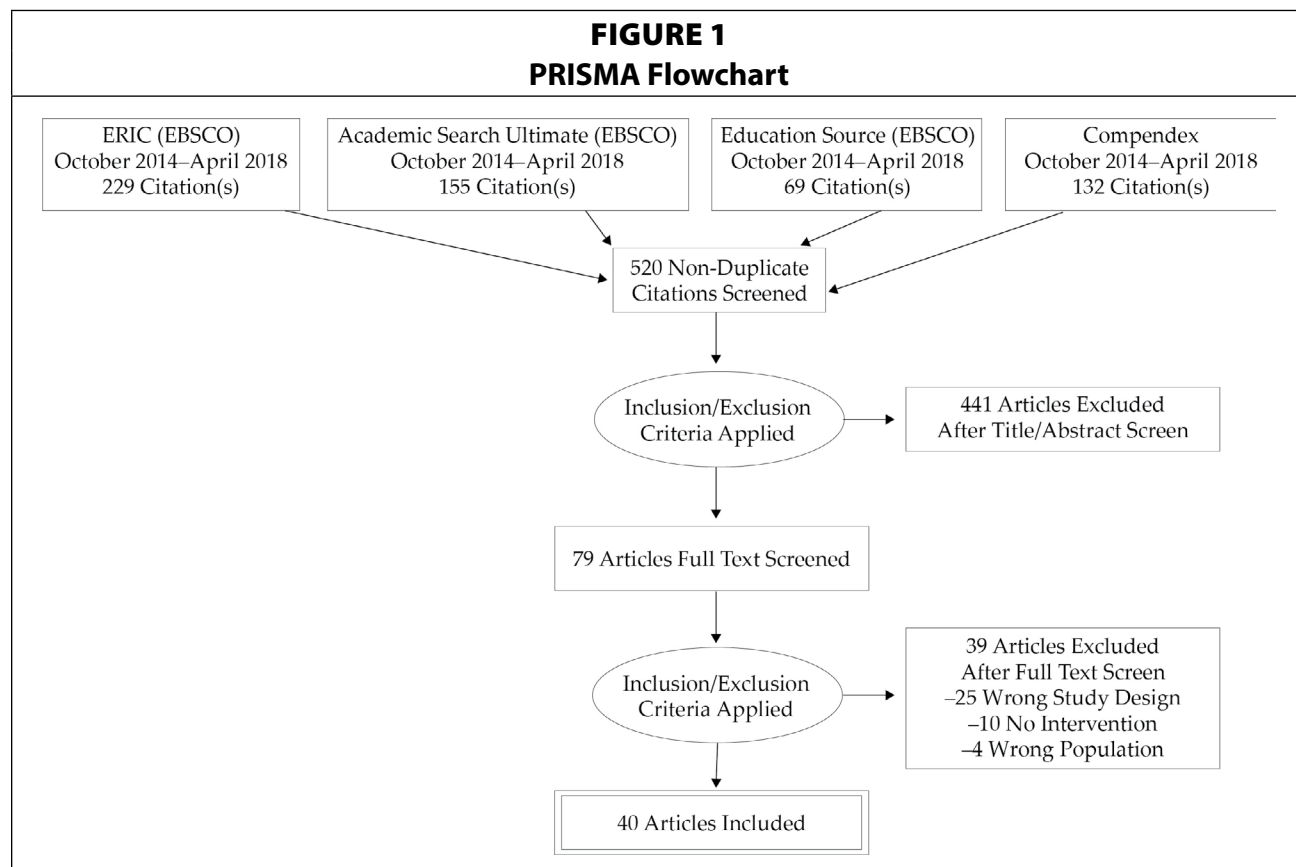 FIGURE 1
PRISMA Flowchart
ERIC (EBSCO)
October 2014–April 2018
229 Citation(s)
Academic Search Ultimate (EBSCO)
October 2014–April 2018
155 Citation(s)
Education Source (EBSCO)
October 2014–April 2018
69 Citation(s)
Compendex
October 2014–April 2018
132 Citation(s)
520 Non-Duplicate
Citations Screened
Inclusion/Exclusion
Criteria Applied
441 Articles Excluded
After Title/Abstract Screen
79 Articles Full Text Screened
Inclusion/Exclusion
Criteria Applied
39 Articles Excluded
After Full Text Screen
–25 Wrong Study Design
–10 No Intervention
–4 Wrong Population
40 Articles Included